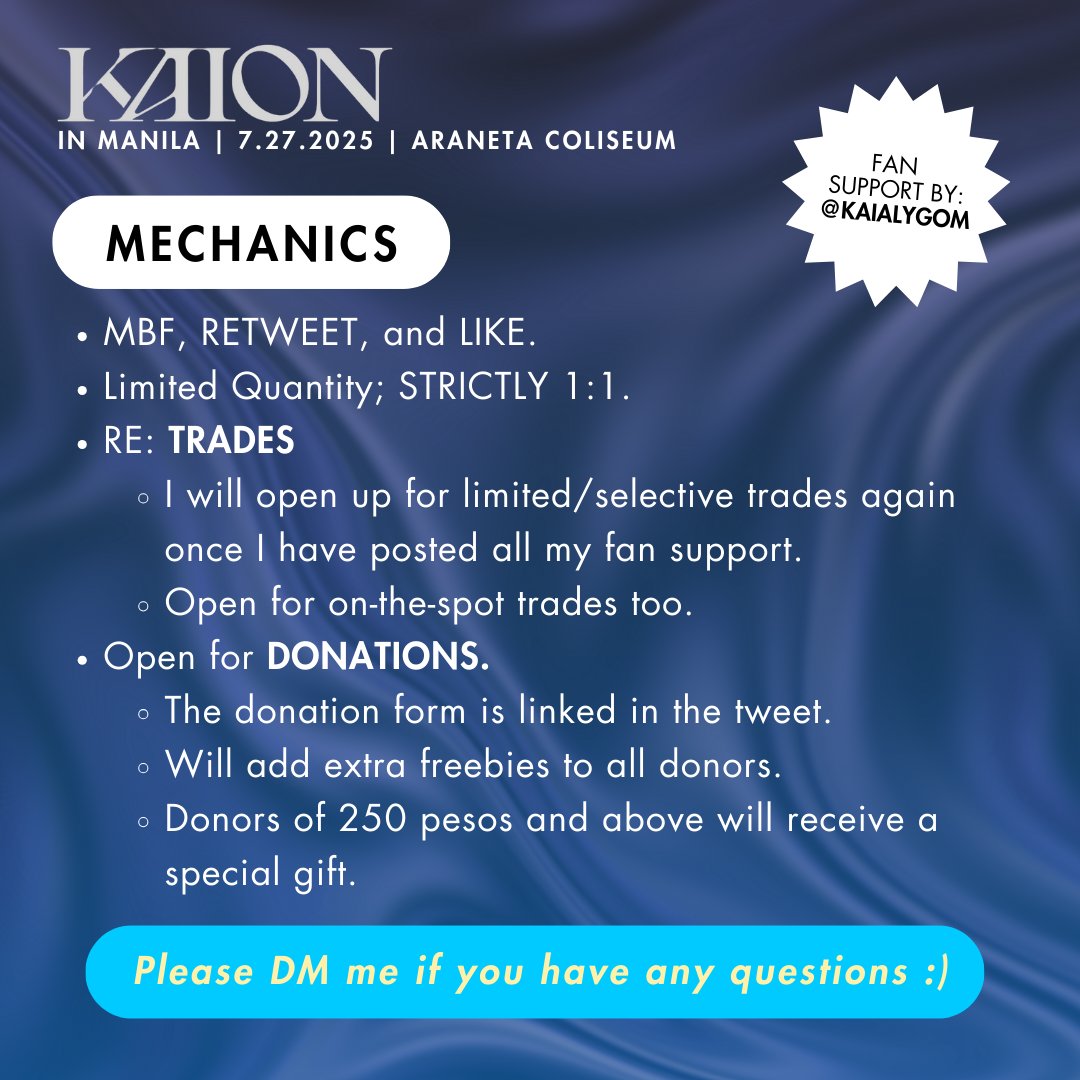 KAION
IN MANILA | 7.27.2025 | ARANETA COLISEUM
FAN
SUPPORT BY:
@KAIALYGOM
MECHANICS
• MBF, RETWEET, and LIKE.
• Limited Quantity; STRICTLY 1:1.
• RE: TRADES
◦ I will open up for limited/selective trades again
once I have posted all my fan support.
◦ Open for on-the-spot trades too.
• Open for DONATIONS.
◦ The donation form is linked in the tweet.
◦ Will add extra freebies to all donors.
◦ Donors of 250 pesos and above will receive a
special gift.
Please DM me if you have any questions :)